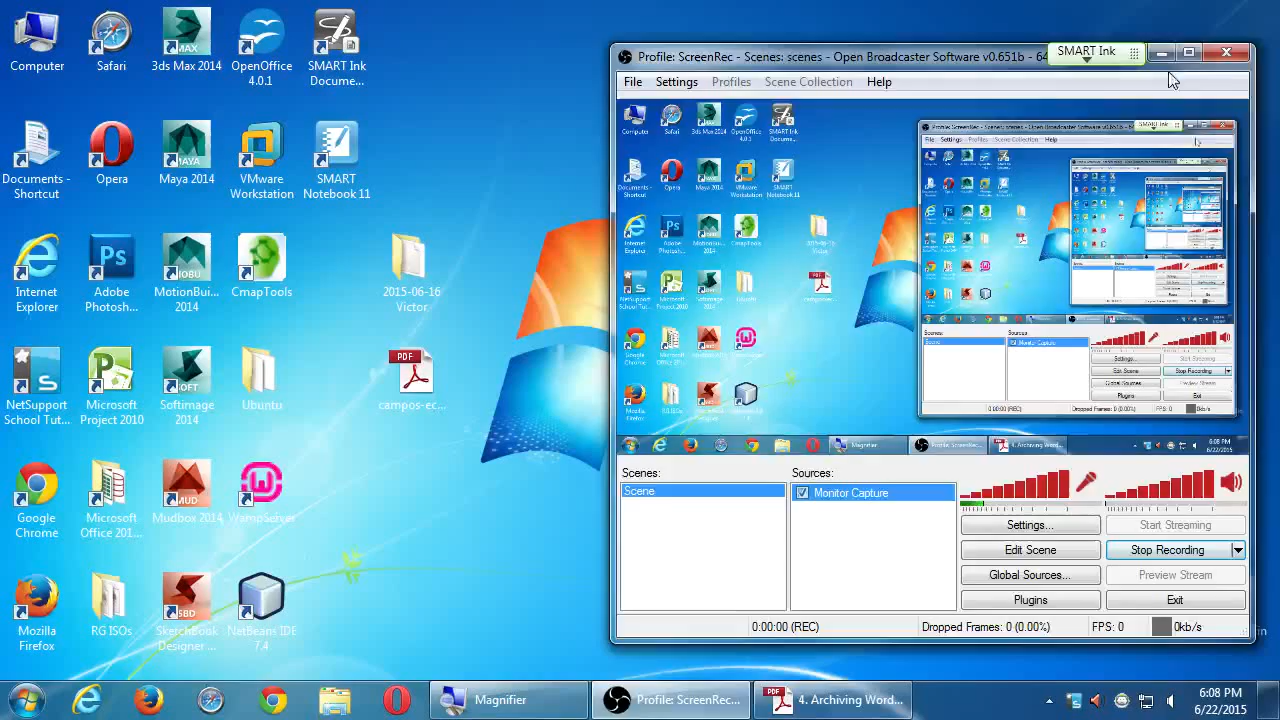 Computer
Safari
3ds Max 2014
OpenOffice
4.0.1
SMART Ink
Docume...
Documents -
Shortcut
Opera
Maya 2014
VMware
Workstation
SMART
Notebook 11
Internet
Explorer
Adobe
Photosh...
MotionBui...
2014
CmapTools
2015-06-16
Victor
NetSupport
School Tut...
Microsoft
Project 2010
Softimage
2014
Ubuntu
campos-ec...
Google
Chrome
Microsoft
Office 201...
Mudbox 2014
WampServer
Mozilla
Firefox
RG ISOs
SketchBook
Designer ...
NetBeans IDE
7.4
Profile: ScreenRec - Scenes: scenes - Open Broadcaster Software v0.651b - 64
SMART Ink
File Settings Profiles Scene Collection Help
Scenes:
Scene
Sources:
Monitor Capture
Settings...
Start Streaming
Edit Scene
Stop Recording
Global Sources...
Preview Stream
Plugins
Exit
0:00:00 (REC)
Dropped Frames: 0 (0.00%)
FPS: 0
0kb/s
Magnifier
Profile: ScreenRec...
4. Archiving Word...
6:08 PM
6/22/2015